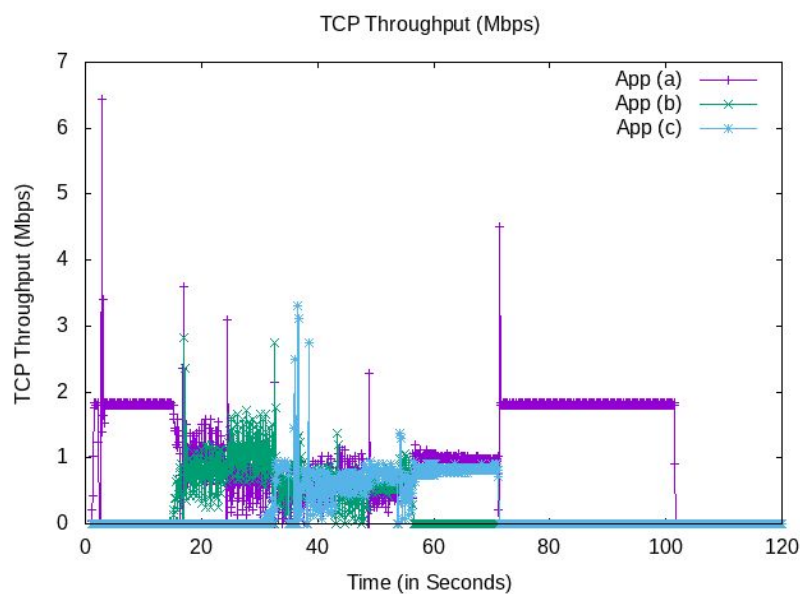 TCP Throughput (Mbps)
7
6
5
4
3
2
1
0
TCP Throughput (Mbps)
App (a)
App (b)
App (c)
0 20 40 60 80 100 120
Time (in Seconds)